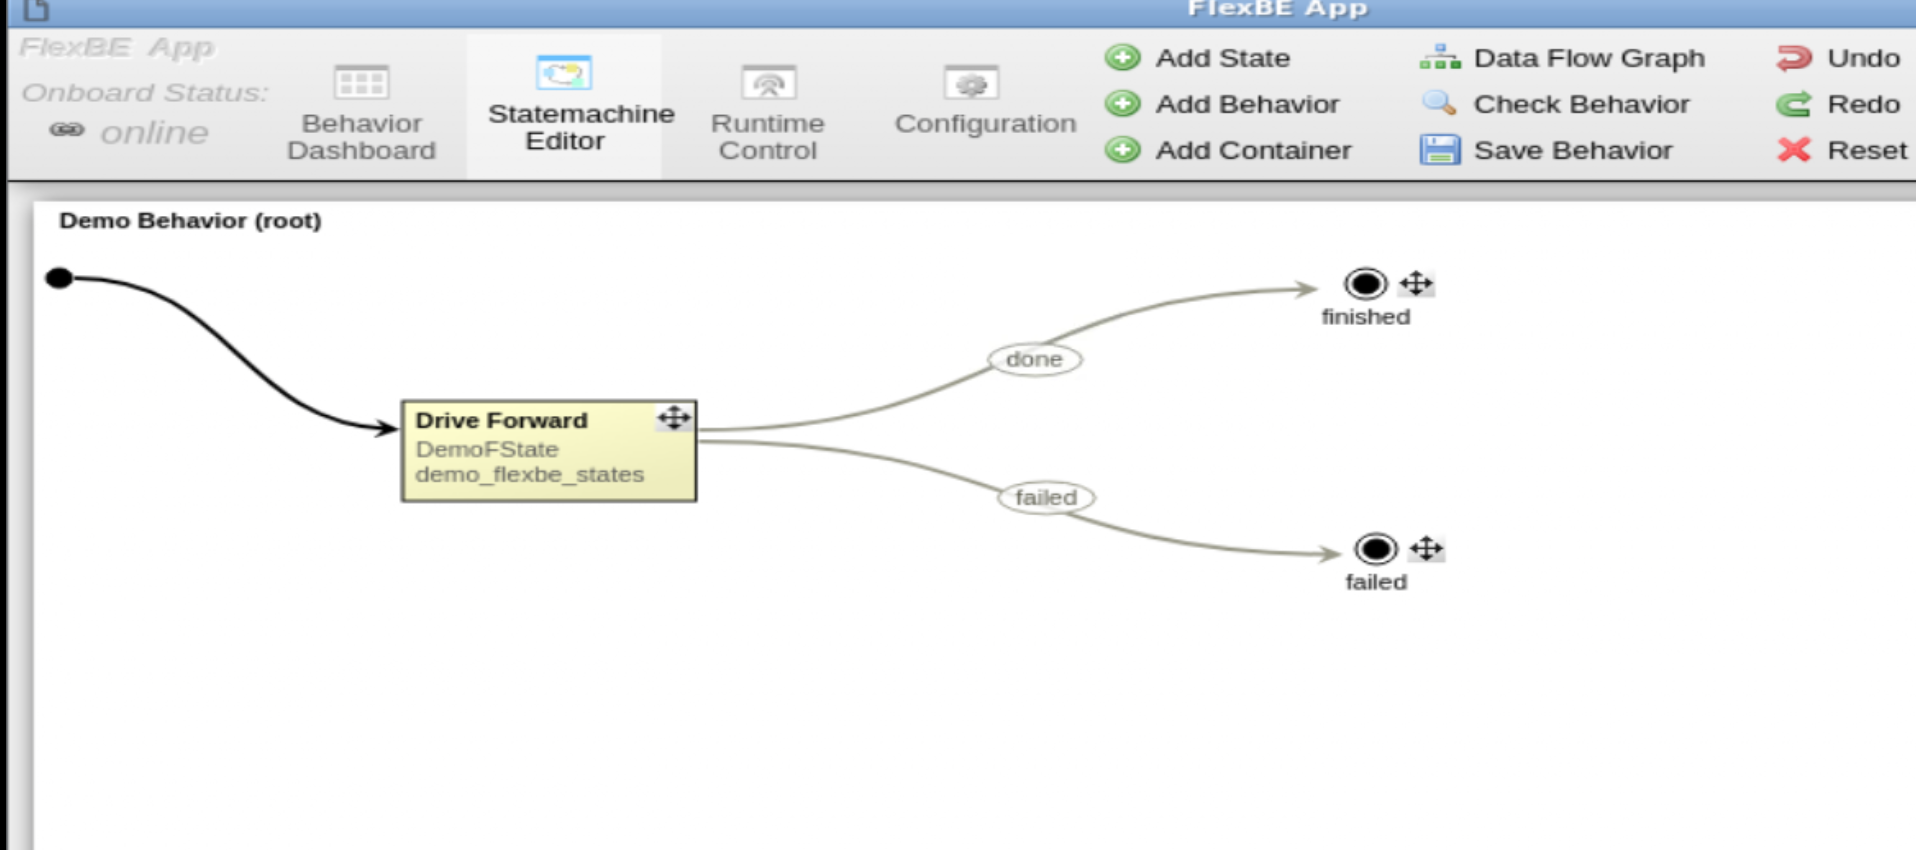 FlexBE App
FlexBE App
Onboard Status:
online
Behavior
Dashboard
Statemachine
Editor
Runtime
Control
Configuration
Add State
Add Behavior
Add Container
Data Flow Graph
Check Behavior
Save Behavior
Undo
Redo
Reset
Demo Behavior (root)
finished
done
Drive Forward
DemoFState
demo_flexbe_states
failed
failed